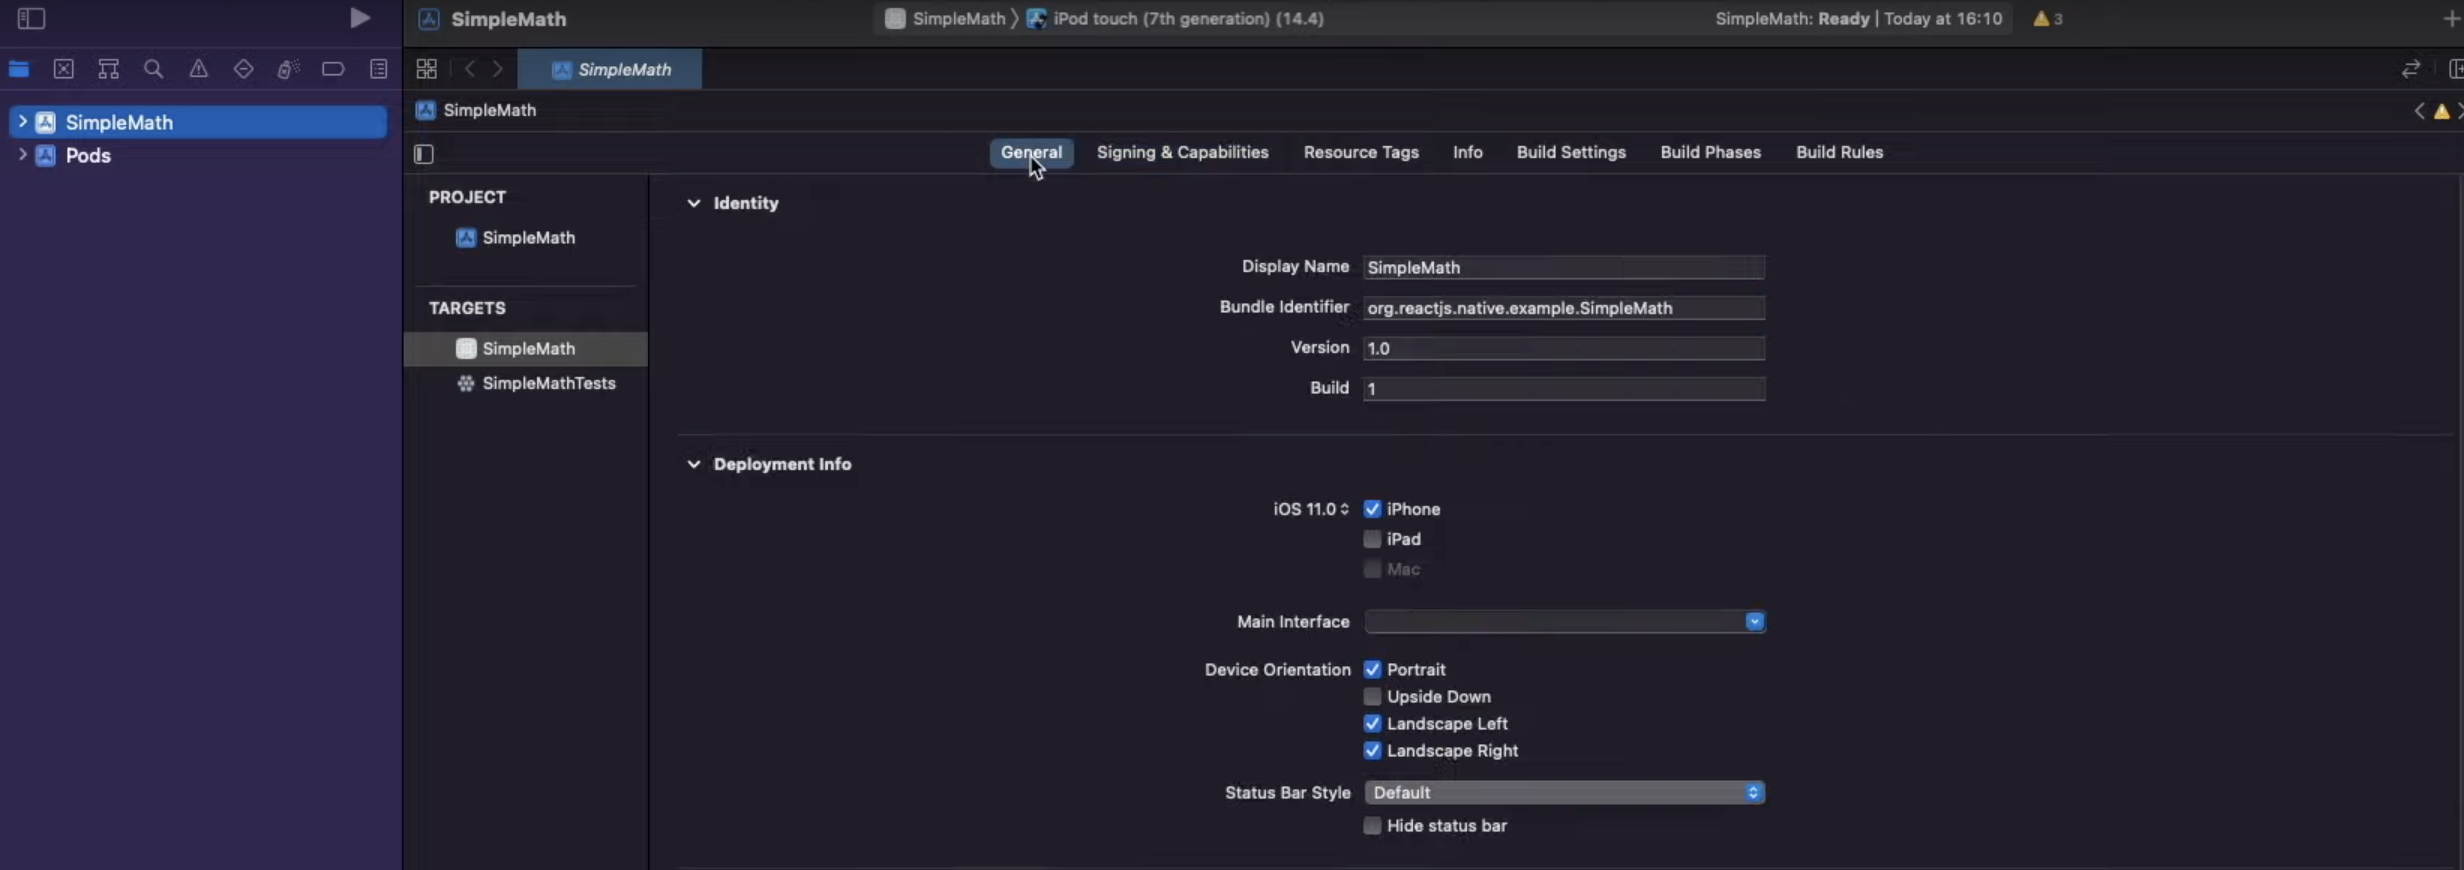 SimpleMath
SimpleMath 〉 iPod touch (7th generation) (14.4)
SimpleMath: Ready | Today at 16:10
3
SimpleMath
SimpleMath
SimpleMath
Pods
General
Signing & Capabilities
Resource Tags
Info
Build Settings
Build Phases
Build Rules
PROJECT
SimpleMath
TARGETS
SimpleMath
SimpleMathTests
Identity
Display Name SimpleMath
Bundle Identifier org.reactjs.native.example.SimpleMath
Version 1.0
Build 1
Deployment Info
iOS 11.0 iPhone
iPad
Mac
Main Interface
Device Orientation Portrait
Upside Down
Landscape Left
Landscape Right
Status Bar Style Default
Hide status bar